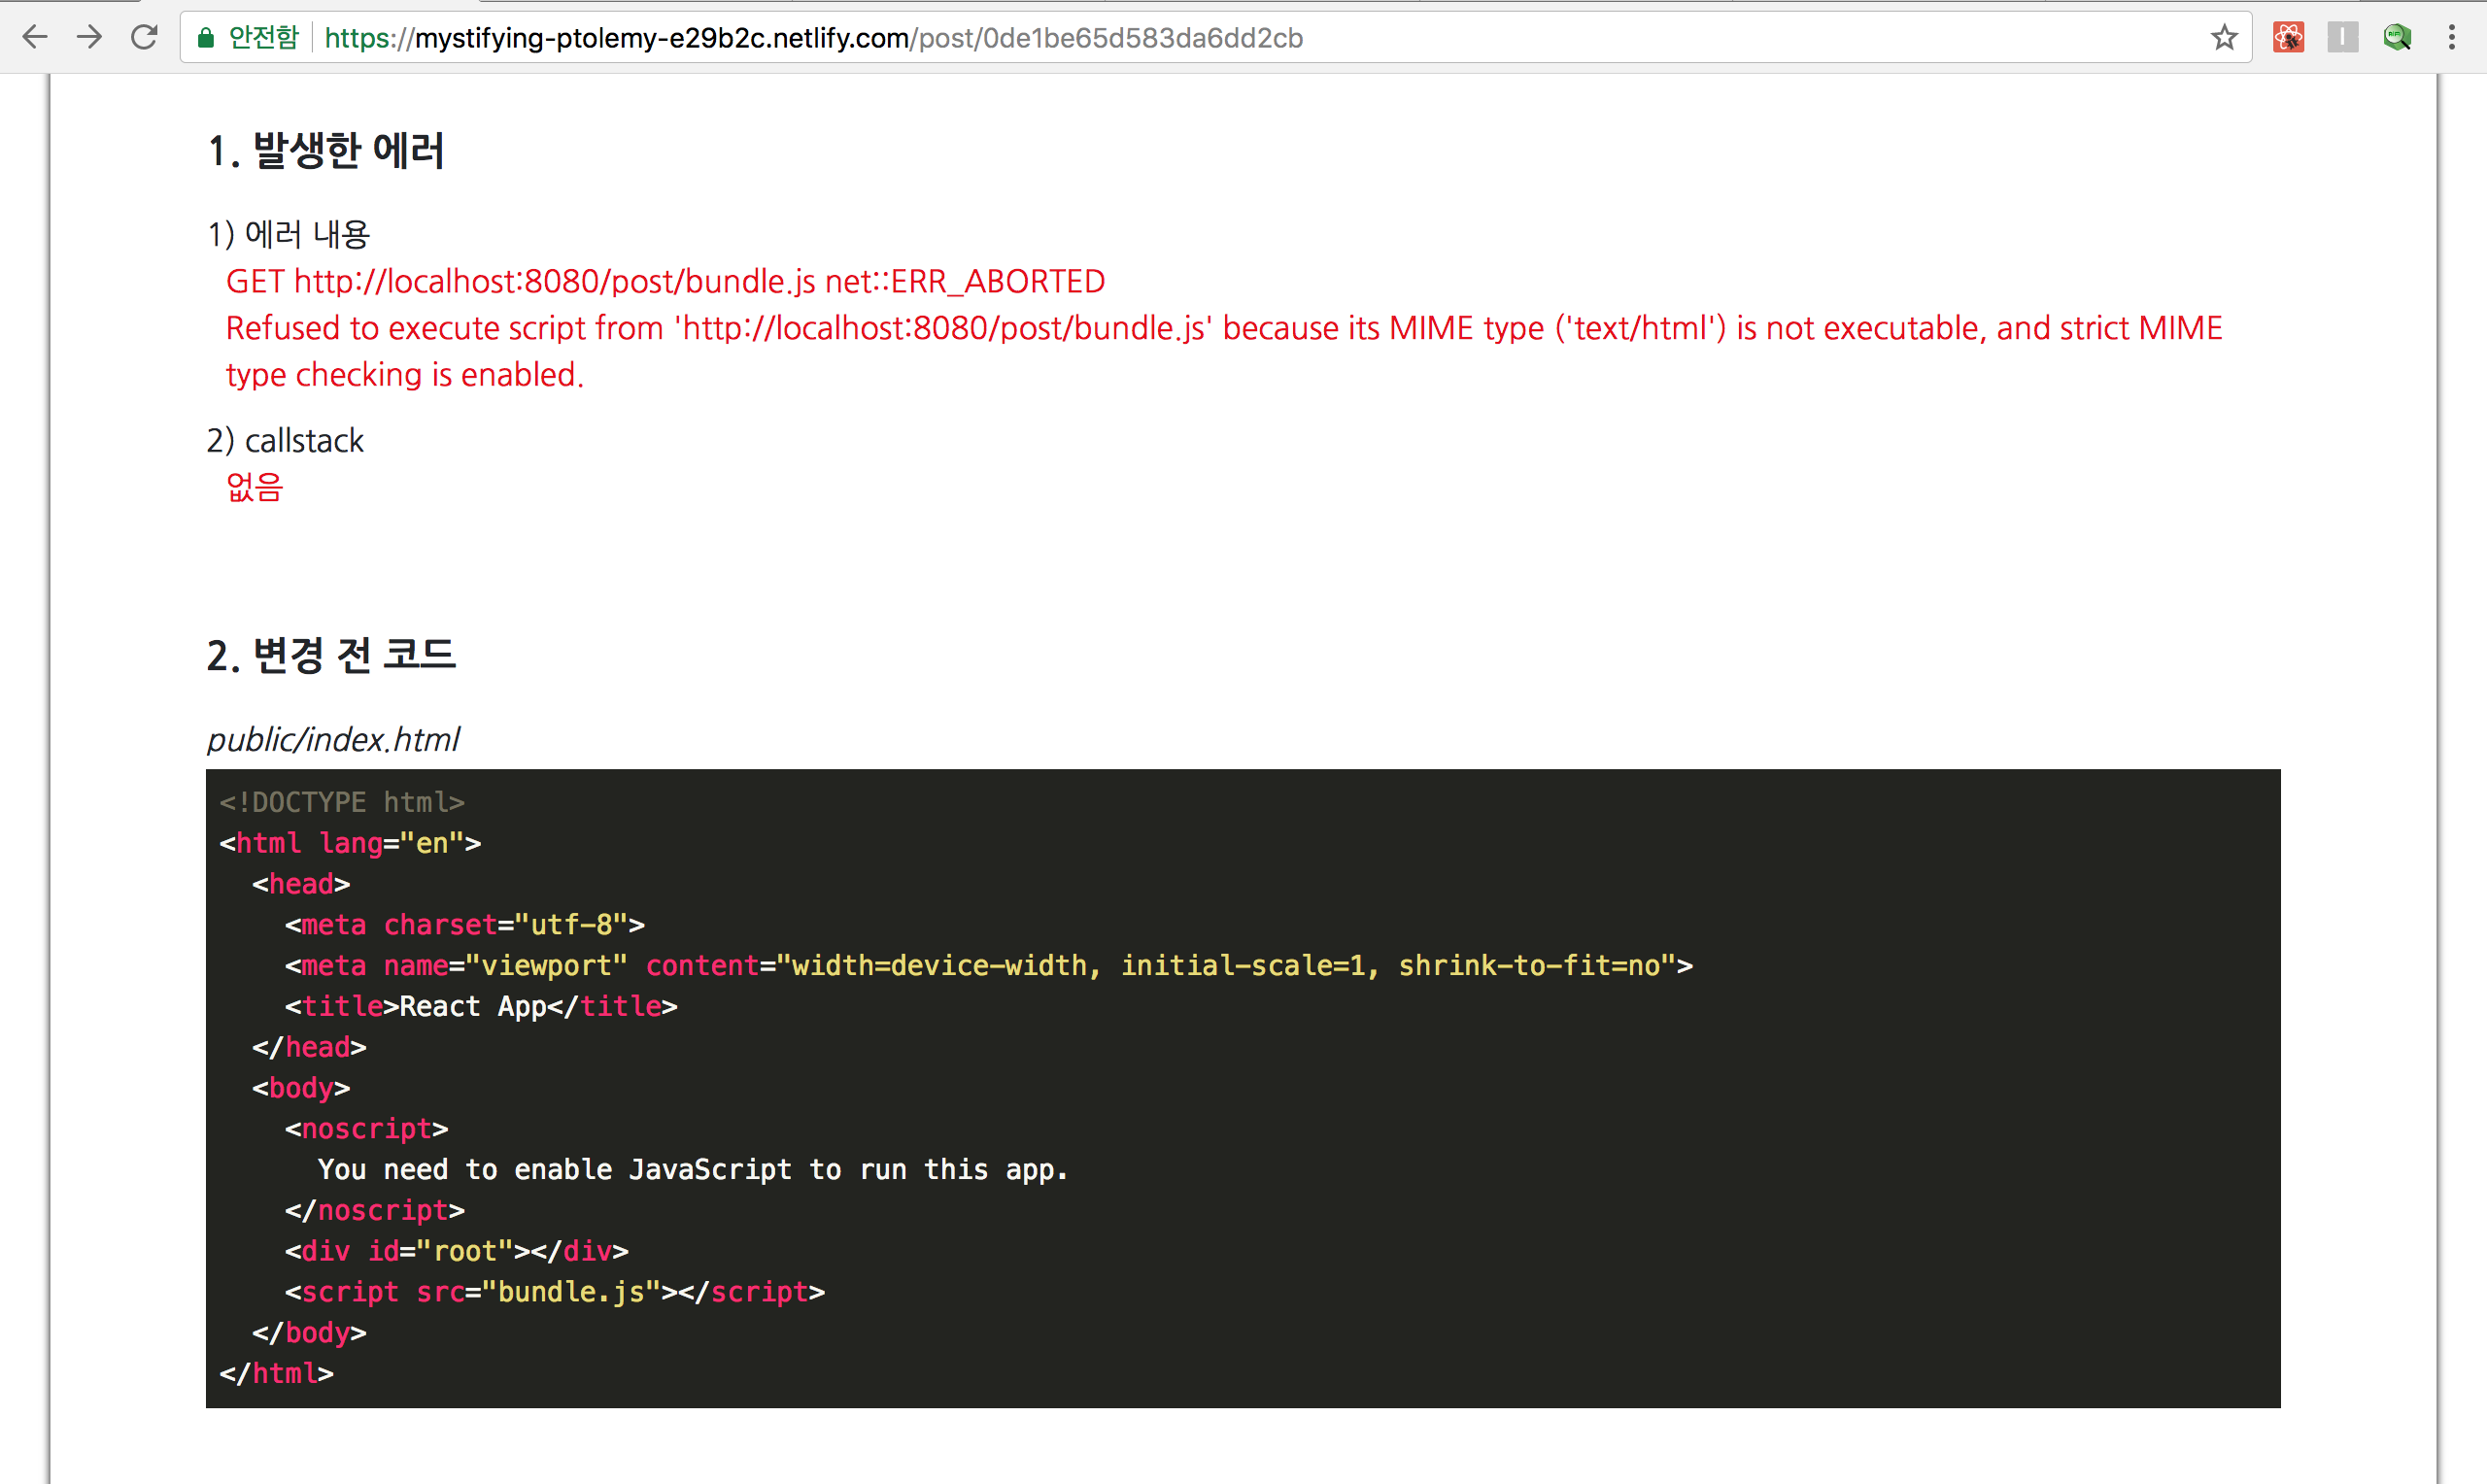 안전함 https://mystifying-ptolemy-e29b2c.netlify.com/post/0de1be65d583da6dd2cb
1. 발생한 에러
1) 에러 내용
GET http://localhost:8080/post/bundle.js net::ERR_ABORTED
Refused to execute script from 'http://localhost:8080/post/bundle.js' because its MIME type ('text/html') is not executable, and strict MIME
type checking is enabled.
2) callstack
없음
2. 변경 전 코드
public/index.html
<!DOCTYPE html>
<html lang="en">
  <head>
    <meta charset="utf-8">
    <meta name="viewport" content="width=device-width, initial-scale=1, shrink-to-fit=no">
    <title>React App</title>
  </head>
  <body>
    <noscript>
      You need to enable JavaScript to run this app.
    </noscript>
    <div id="root"></div>
    <script src="bundle.js"></script>
  </body>
</html>